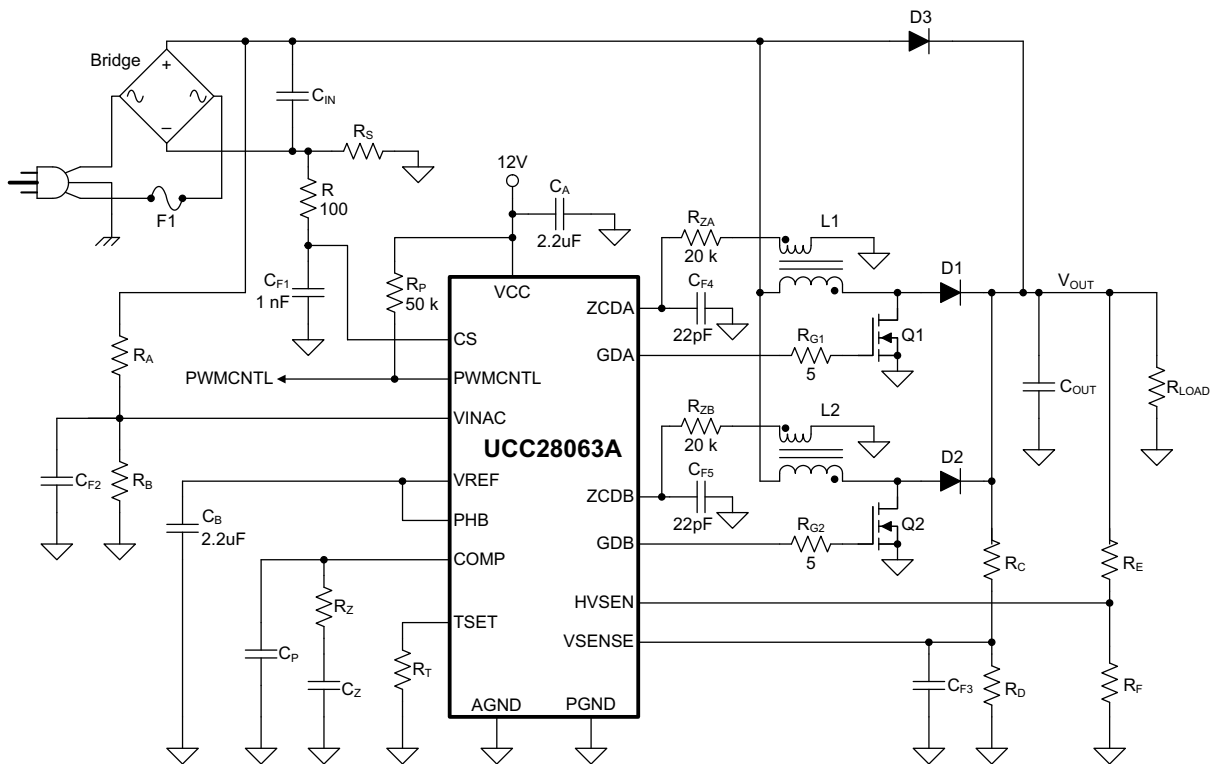 D3
Bridge
+
−
C_IN
R_S
R
100
12V
C_A
2.2uF
F1
R_ZA
20 k
L1
C_F1
1 nF
R_P
50 k
VCC
ZCDA
C_F4
22pF
D1
V_OUT
R_A
CS
GDA
R_G1
5
Q1
PWMCNTL
PWMCNTL
C_OUT
R_LOAD
VINAC
R_ZB
20 k
L2
UCC28063A
C_F2
R_B
VREF
ZCDB
C_F5
22pF
D2
C_B
2.2uF
PHB
GDB
R_G2
5
Q2
COMP
R_C
R_E
R_Z
HVSEN
TSET
VSENSE
C_P
C_Z
R_T
C_F3
R_D
R_F
AGND
PGND